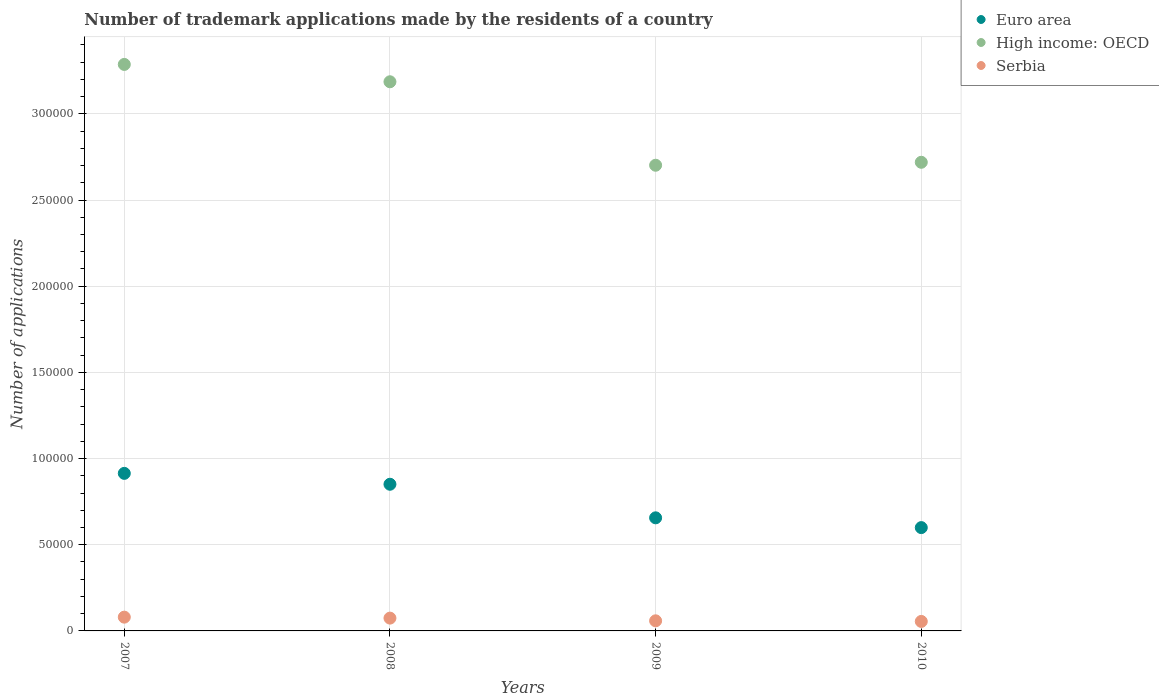 Number of trademark applications made by the residents of a country
Euro area
High income: OECD
Serbia
Number of applications
300000
250000
200000
150000
100000
50000
0
2007
2008
2009
2010
Years